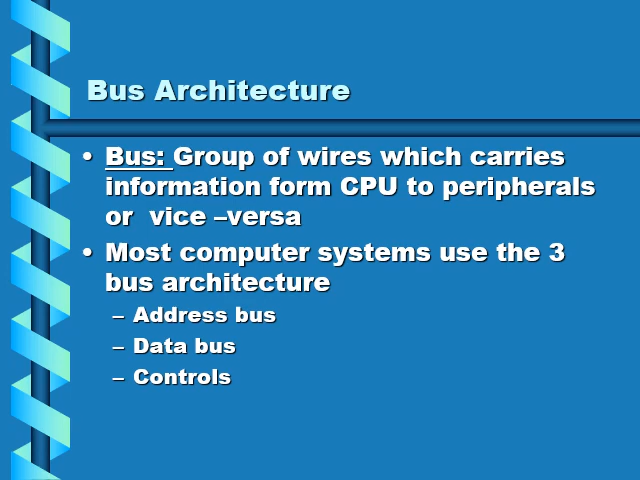 Bus Architecture
• Bus: Group of wires which carries
information form CPU to peripherals
or vice –versa
• Most computer systems use the 3
bus architecture
– Address bus
– Data bus
– Controls